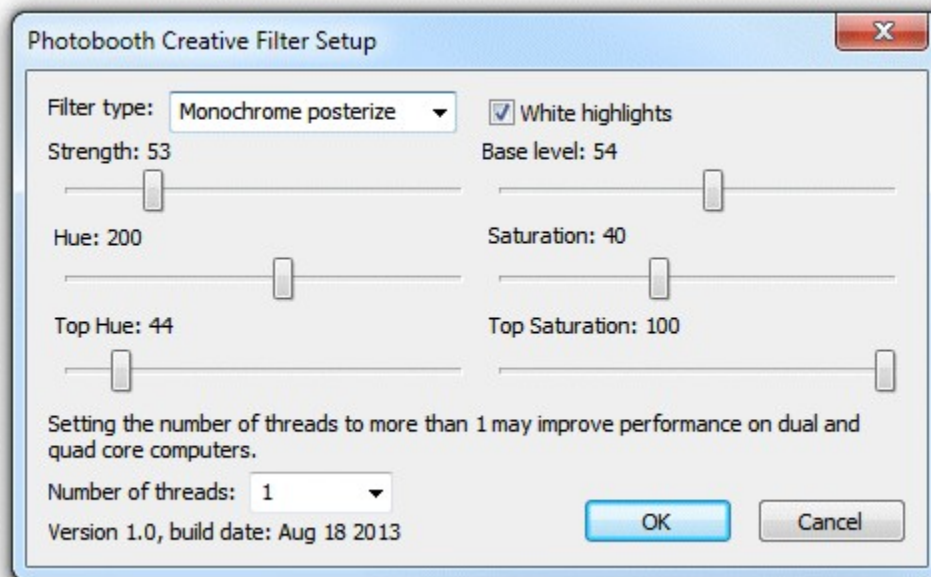 Photobooth Creative Filter Setup
Filter type: Monochrome posterize White highlights
Strength: 53 Base level: 54
Hue: 200 Saturation: 40
Top Hue: 44 Top Saturation: 100
Setting the number of threads to more than 1 may improve performance on dual and
quad core computers.
Number of threads: 1
Version 1.0, build date: Aug 18 2013 OK Cancel